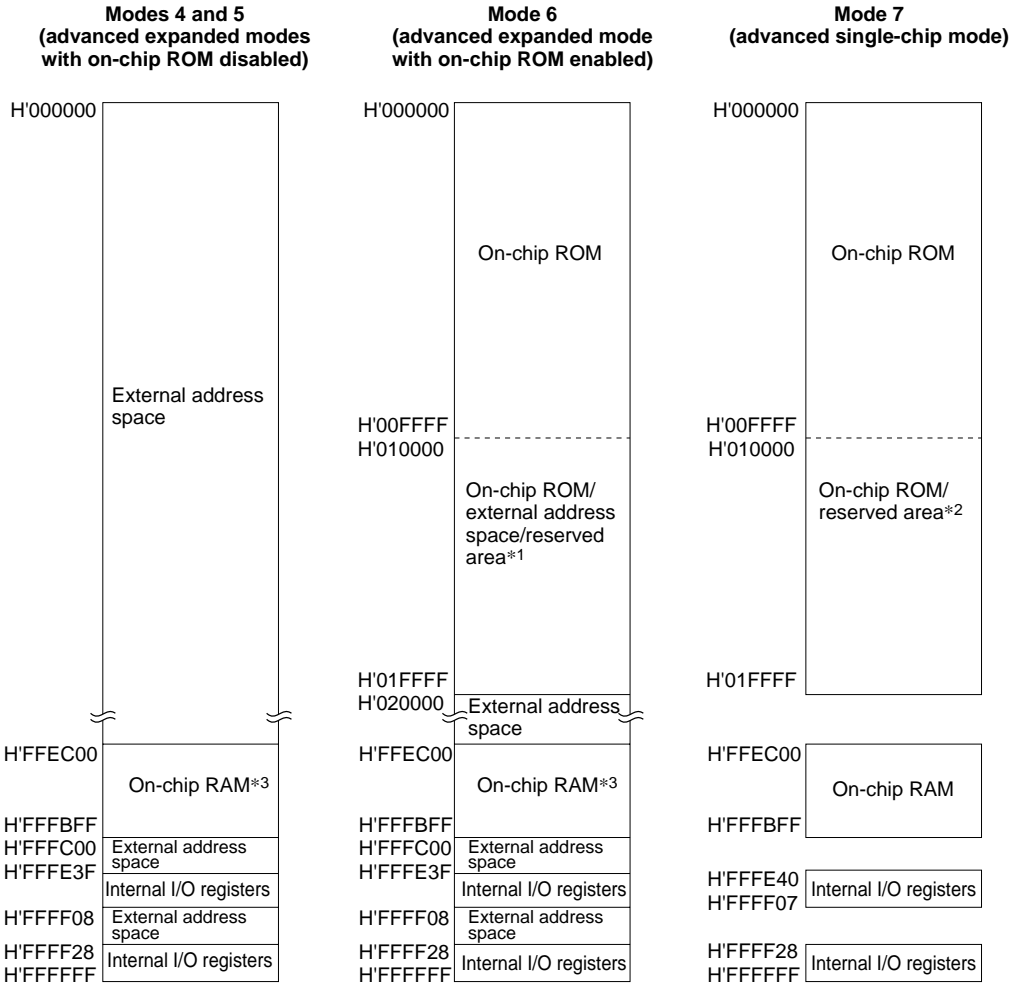 Modes 4 and 5
(advanced expanded modes
with on-chip ROM disabled)
H'000000
External address
space
H'FFEC00
On-chip RAM*3
H'FFFBFF
H'FFFC00
External address
space
H'FFFE3F
Internal I/O registers
H'FFFF08
External address
space
H'FFFF28
Internal I/O registers
H'FFFFFF
Mode 6
(advanced expanded mode
with on-chip ROM enabled)
H'000000
On-chip ROM
H'00FFFF
H'010000
On-chip ROM/
external address
space/reserved
area*1
H'01FFFF
H'020000
External address
space
H'FFEC00
On-chip RAM*3
H'FFFBFF
H'FFFC00
External address
space
H'FFFE3F
Internal I/O registers
H'FFFF08
External address
space
H'FFFF28
Internal I/O registers
H'FFFFFF
Mode 7
(advanced single-chip mode)
H'000000
On-chip ROM
H'00FFFF
H'010000
On-chip ROM/
reserved area*2
H'01FFFF
H'FFEC00
On-chip RAM
H'FFFBFF
H'FFFE40
Internal I/O registers
H'FFFF07
H'FFFF28
Internal I/O registers
H'FFFFFF